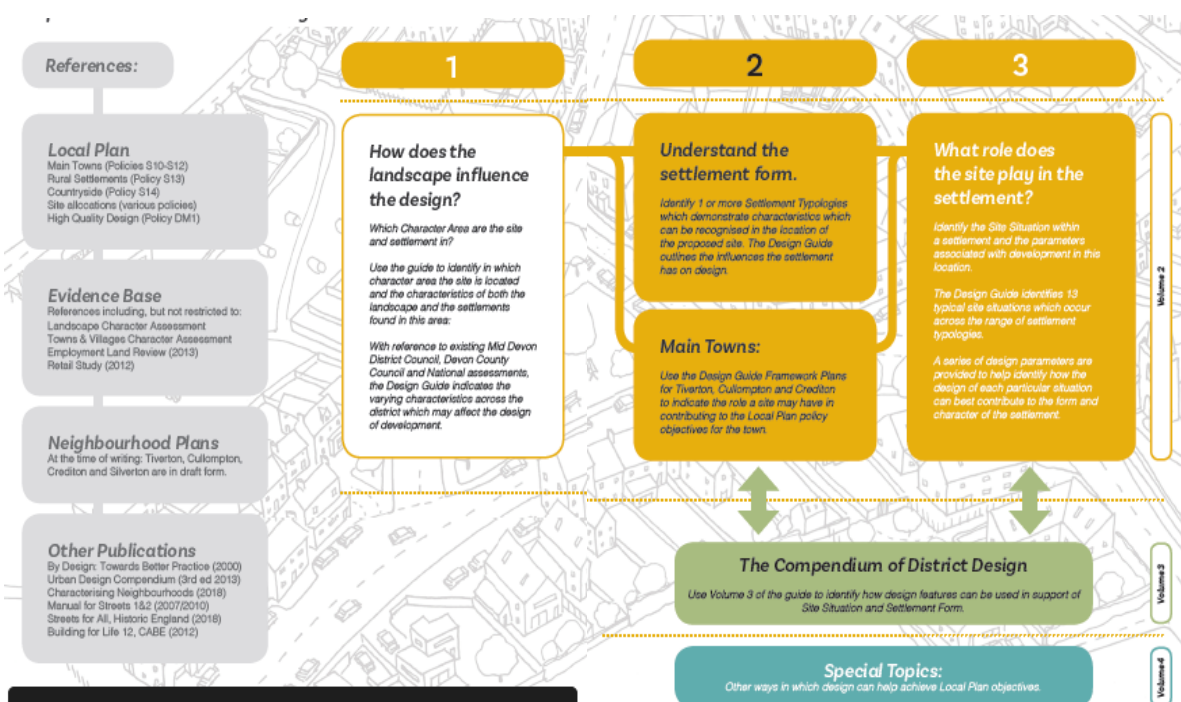 References:
Local Plan
Main Towns (Policies S10-S12)
Rural Settlements (Policy S13)
Countryside (Policy S14)
Site allocations (various policies)
High Quality Design (Policy DM1)
Evidence Base
References including, but not restricted to:
Landscape Character Assessment
Towns & Villages Character Assessment
Employment Land Review (2013)
Retail Study (2012)
Neighbourhood Plans
At the time of writing: Tiverton, Cullompton,
Crediton and Silverton are in draft form.
Other Publications
By Design: Towards Better Practice (2000)
Urban Design Compendium (3rd ed 2013)
Characterising Neighbourhoods (2018)
Manual for Streets 1&2 (2007/2010)
Streets for All, Historic England (2018)
Building for Life 12, CABE (2012)
1
How does the
landscape influence
the design?
Which Character Area are the site
and settlement in?
Use the guide to identify in which
character area the site is located
and the characteristics of both the
landscape and the settlements
found in this area:
With reference to existing Mid Devon
District Council, Devon County
Council and National assessments,
the Design Guide indicates the
varying characteristics across the
district which may affect the design
of development.
2
Understand the
settlement form.
Identify 1 or more Settlement Typologies
which demonstrate characteristics which
can be recognised in the location of
the proposed site. The Design Guide
outlines the influences the settlement
has on design.
Main Towns:
Use the Design Guide Framework Plans
for Tiverton, Cullompton and Crediton
to indicate the role a site may have in
contributing to the Local Plan policy
objectives for the town.
3
What role does
the site play in the
settlement?
Identify the Site Situation within
a settlement and the parameters
associated with development in this
location.
The Design Guide identifies 13
typical site situations which occur
across the range of settlement
typologies.
A series of design parameters are
provided to help identify how the
design of each particular situation
can best contribute to the form and
character of the settlement.
Volume 2
The Compendium of District Design
Use Volume 3 of the guide to identify how design features can be used in support of
Site Situation and Settlement Form.
Volume 3
Special Topics:
Other ways in which design can help achieve Local Plan objectives.
Volume 4